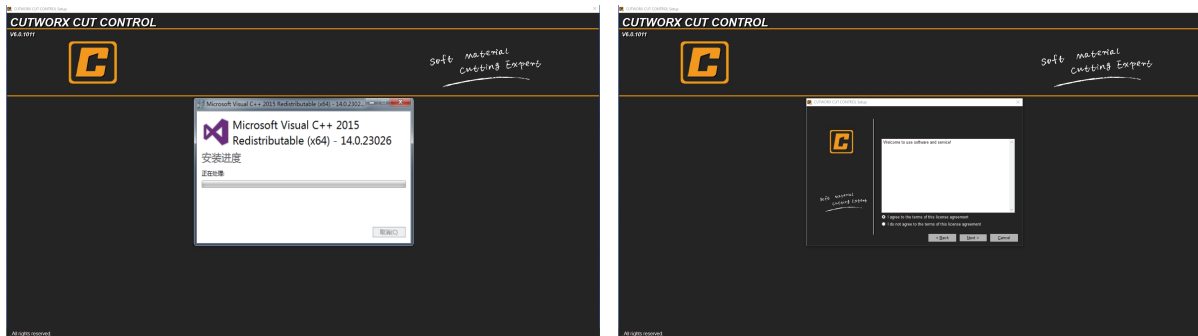 CUTWORX CUT CONTROL Setup
CUTWORX CUT CONTROL
V6.0.1011
C
Soft Material
Cutting Expert
Microsoft Visual C++ 2015 Redistributable (x64) - 14.0.2302...
Microsoft Visual C++ 2015
Redistributable (x64) - 14.0.23026
安装进度
正在处理:
取消(C)
All rights reserved.
CUTWORX CUT CONTROL Setup
CUTWORX CUT CONTROL
V6.0.1011
C
Soft Material
Cutting Expert
CUTWORX CUT CONTROL Setup
C
Soft Material
Cutting Expert
Welcome to use software and service!
I agree to the terms of this license agreement
I do not agree to the terms of this license agreement
< Back Next > Cancel
All rights reserved.